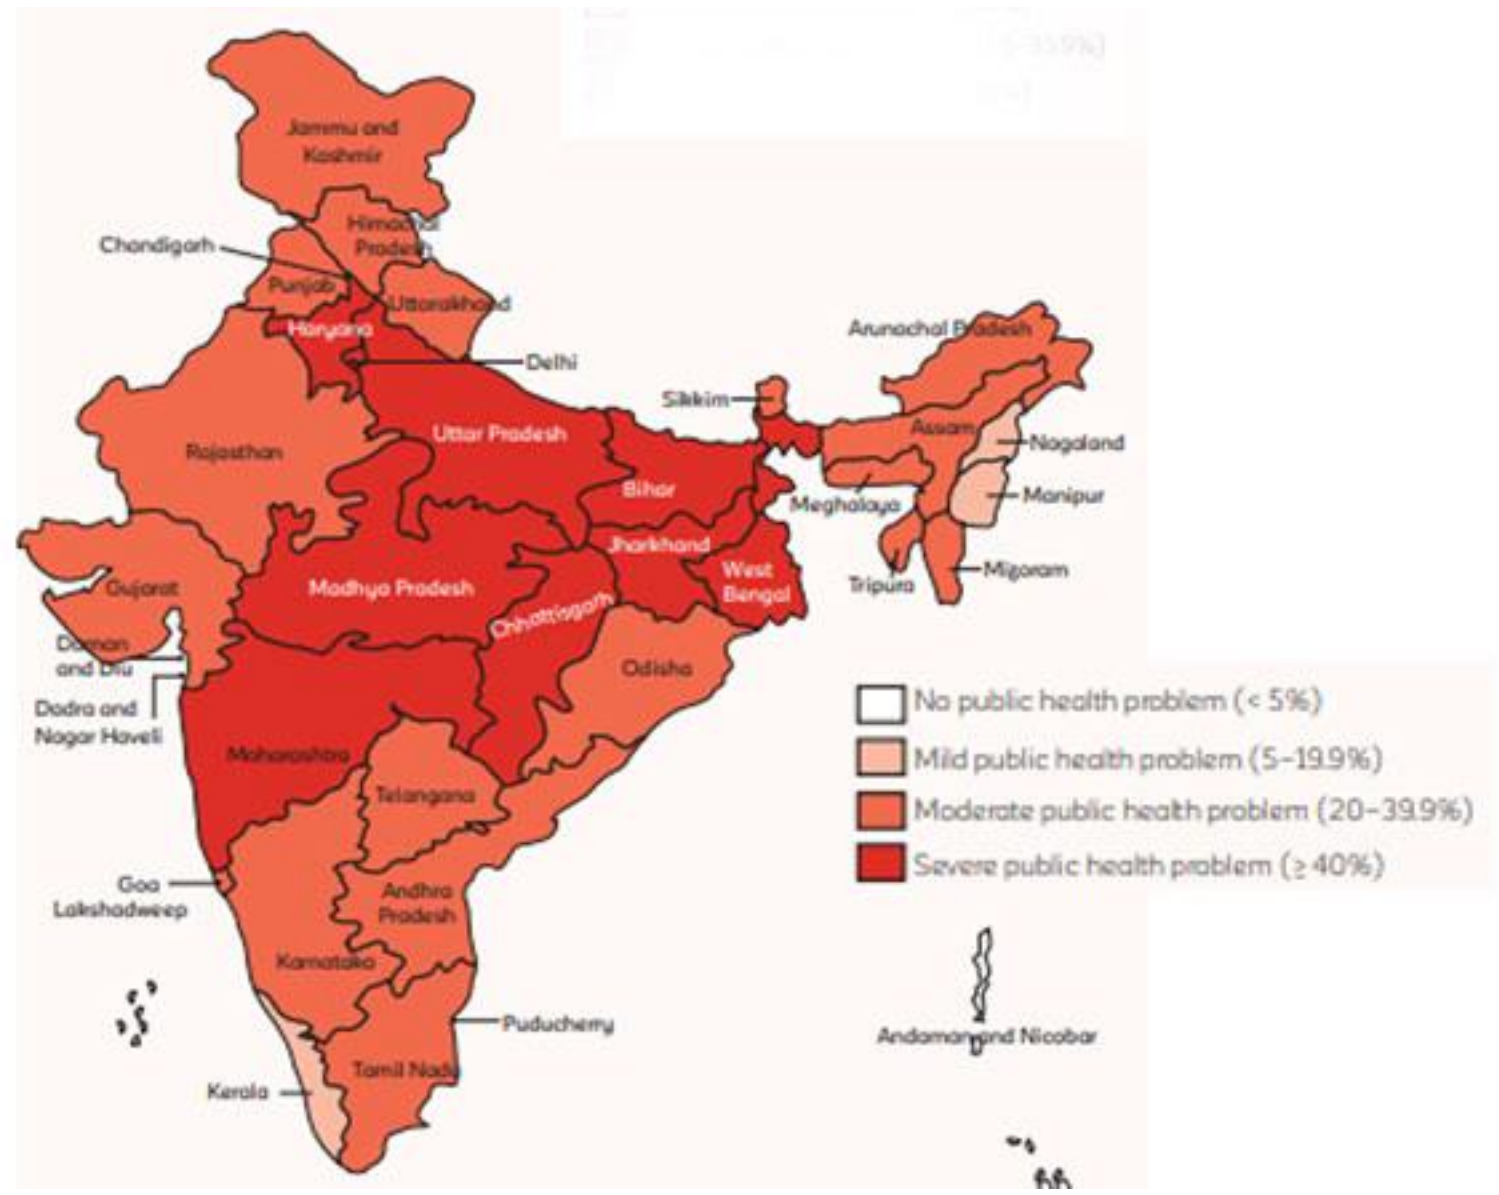 35.9%)
Jammu and
Kashmir
Himachal
Pradesh
Chandigarh
Punjab
Uttarakhand
Haryana
Delhi
Arunachal Pradesh
Sikkim
Uttar Pradesh
Assam
Nagaland
Rajasthan
Bihar
Meghalaya
Manipur
Jharkhand
Gujarat
Madhya Pradesh
West
Bengal
Tripura
Mizoram
Chhattisgarh
Daman
and Diu
Odisha
Dadra and
Nagar Haveli
No public health problem (< 5%)
Maharashtra
Mild public health problem (5–19.9%)
Telangana
Moderate public health problem (20–39.9%)
Severe public health problem (≥ 40%)
Goa
Lakshadweep
Andhra
Pradesh
Karnataka
Puducherry
Andaman and Nicobar
Tamil Nadu
Kerala